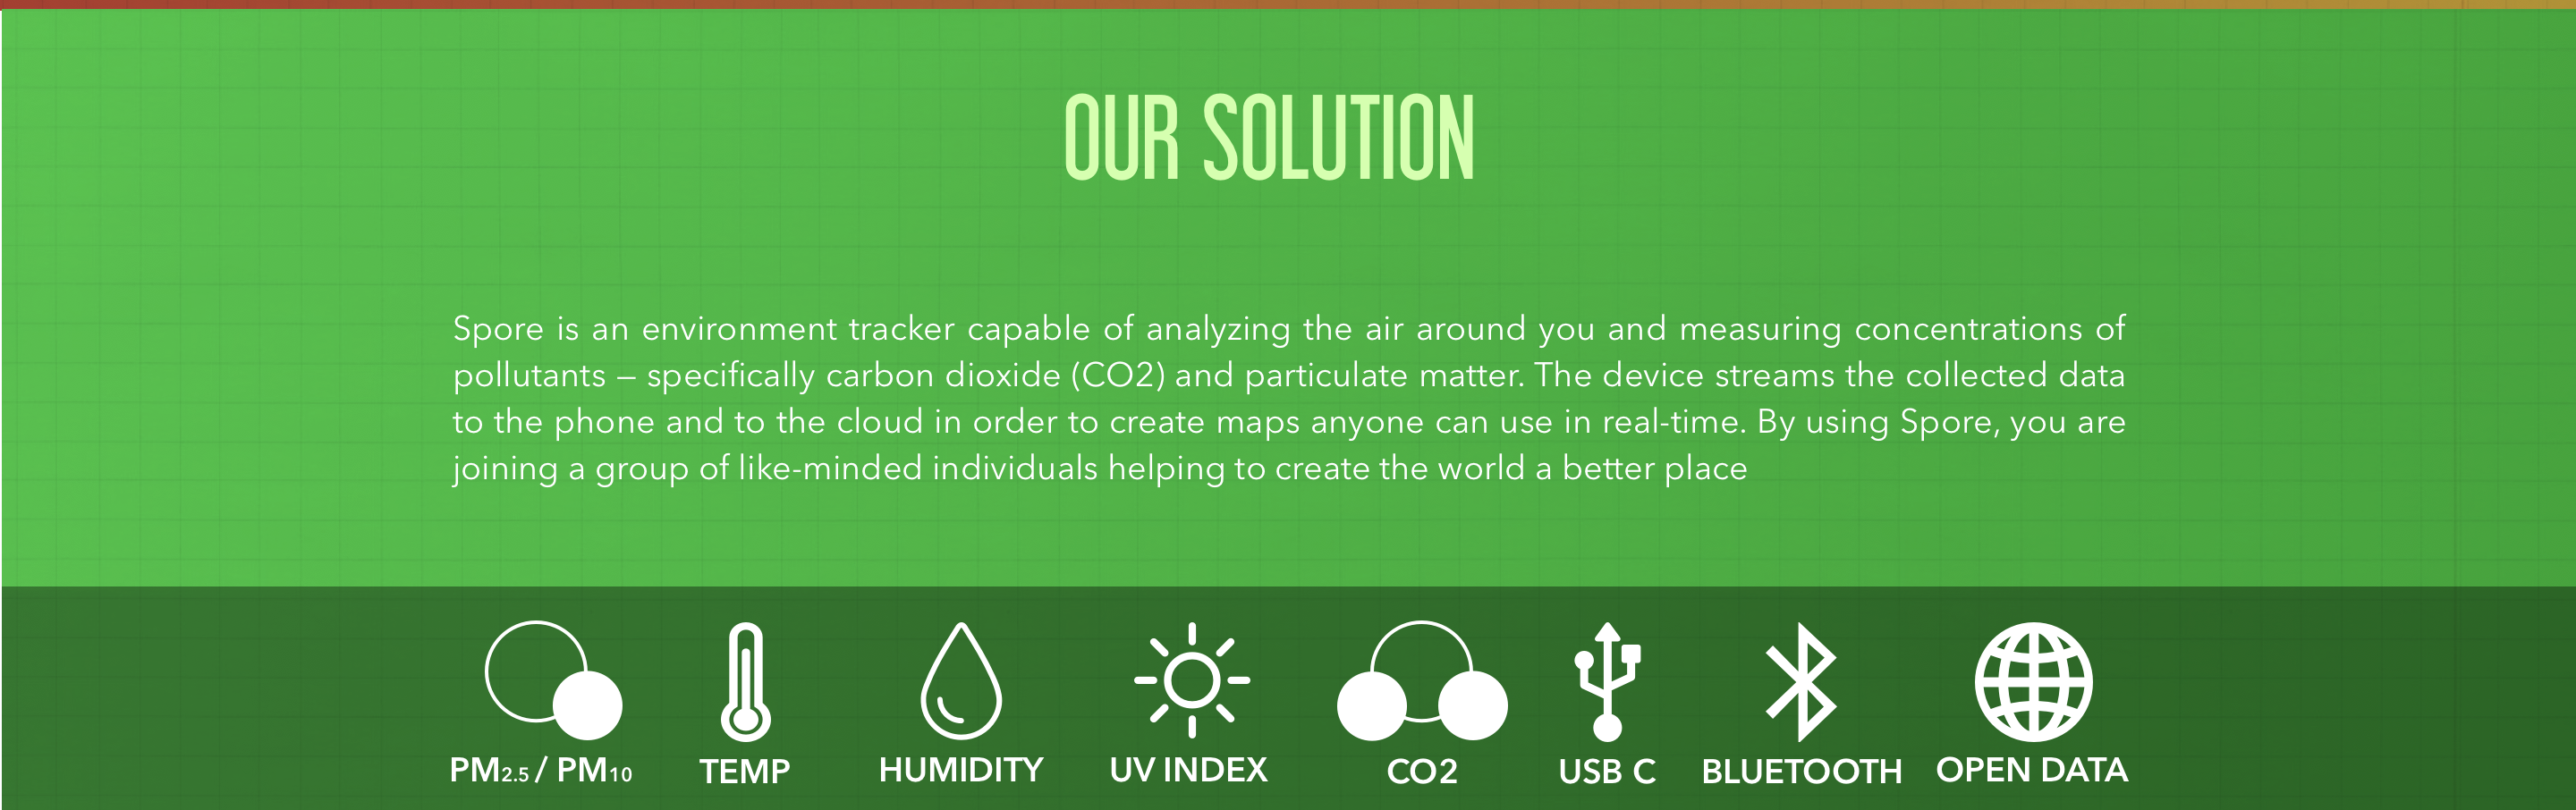 OUR SOLUTION
Spore is an environment tracker capable of analyzing the air around you and measuring concentrations of
pollutants – specifically carbon dioxide (CO2) and particulate matter. The device streams the collected data
to the phone and to the cloud in order to create maps anyone can use in real-time. By using Spore, you are
joining a group of like-minded individuals helping to create the world a better place
PM2.5 / PM10 TEMP HUMIDITY UV INDEX CO2 USB C BLUETOOTH OPEN DATA